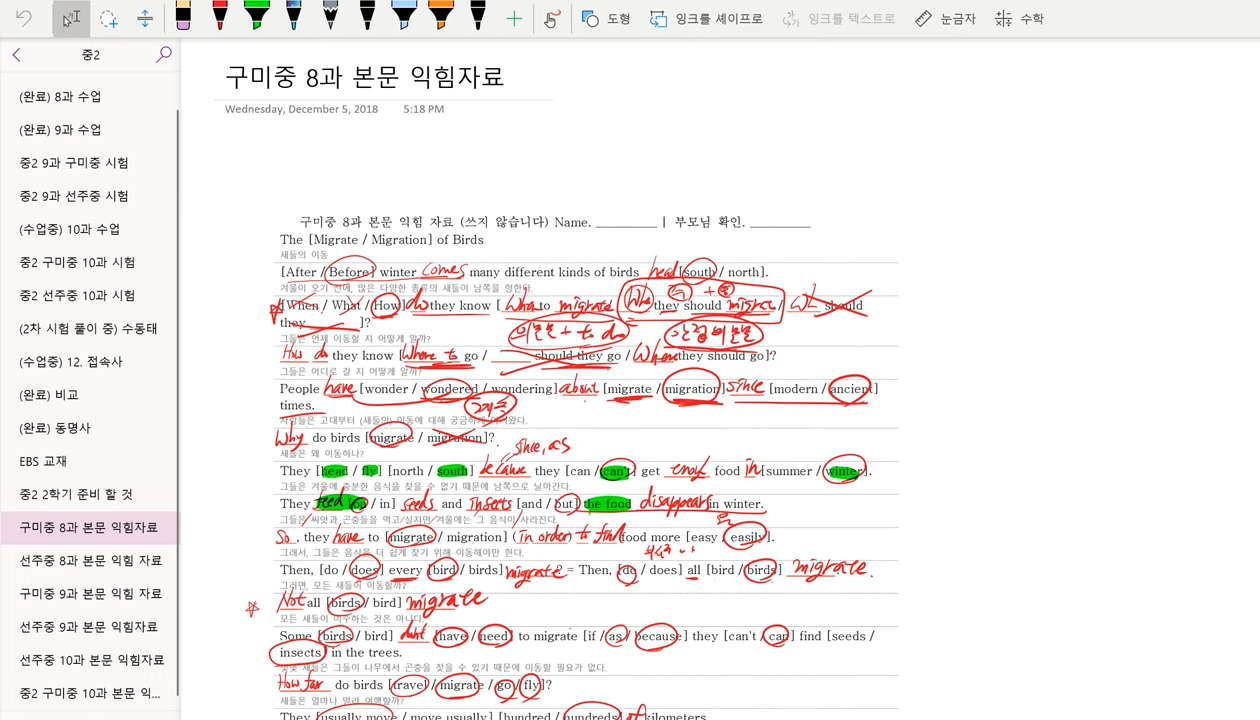 도형 잉크를 셰이프로 잉크를 텍스트로 눈금자 수학
중2
(완료) 8과 수업
(완료) 9과 수업
중2 9과 구미중 시험
중2 9과 선주중 시험
(수업중) 10과 수업
중2 구미중 10과 시험
중2 선주중 10과 시험
(2차 시험 풀이 중) 수동태
(수업중) 12. 접속사
(완료) 비교
(완료) 동명사
EBS 교재
중2 2학기 준비 할 것
구미중 8과 본문 익힘자료
선주중 8과 본문 익힘 자료
구미중 9과 본문 익힘 자료
선주중 9과 본문 익힘자료
선주중 10과 본문 익힘자료
중2 구미중 10과 본문 익...
구미중 8과 본문 익힘자료
Wednesday, December 5, 2018 5:18 PM
구미중 8과 본문 익힘 자료 (쓰지 않습니다) Name. __________ | 부모님 확인. __________
The [Migrate / Migration] of Birds
새들의 이동
[After / Before] winter comes many different kinds of birds head [south / north].
겨울이 오기 전에, 많은 다양한 종류의 새들이 남쪽을 향한다.
[When / What / How] do they know [ to migrate / they should migrate / should
they ]?
그들은 언제 이동할 지 어떻게 알까?
의문문 + to do 간접의문문
How do they know [Where to go / should they go / Where they should go]?
그들은 어디로 갈 지 어떻게 알까?
People have [wonder / wondered / wondering] about [migrate / migration] since [modern / ancient]
times.
사람들은 고대부터 (새들의) 이동에 대해 궁금하게
Why do birds [migrate / migration]?
새들은 왜 이동하나?
since, as
They [head / fly] [north / south] because they [can / can't] get enough food in [summer / winter].
그들은 겨울에 충분한 음식을 찾을 수 없기 때문에 남쪽으로 날아간다.
They feed [on / in] seeds and insects [and / but] the food disappears in winter.
그들은 씨앗과 곤충들을 먹고 살지만 겨울에는 그 음식이 사라진다.
So, they have to [migrate / migration] (in order) to find food more [easy / easily].
그래서, 그들은 음식을 더 쉽게 찾기 위해 이동해야만 한다.
Then, [do / does] every [bird / birds] migrate? = Then, [do / does] all [bird / birds] migrate.
그러면, 모든 새들이 이동할까?
Not all [birds / bird] migrate
모든 새들이 이주하는 것은 아니다.
Some [birds / bird] don't [have / need] to migrate [if / as / because] they [can't / can] find [seeds /
insects] in the trees.
몇몇 새들은 그들이 나무에서 곤충을 찾을 수 있기 때문에 이동할 필요가 없다.
How far do birds [travel / migrate / go / fly]?
새들은 얼마나 멀리 여행할까?
They [usually move / move usually] [hundred / hundreds] of kilometers